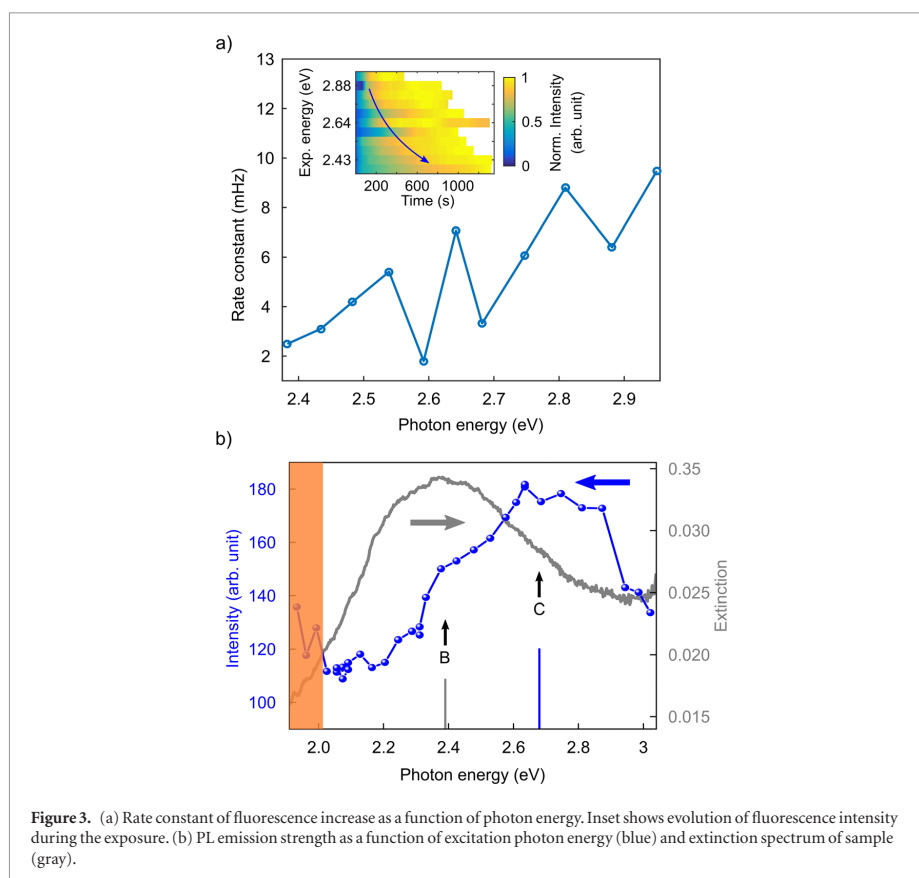 a)
13
12
10
8
6
4
2
Rate constant (mHz)
2.4 2.5 2.6 2.7 2.8 2.9
Photon energy (eV)
2.88
2.64
2.43
Exp. energy (eV)
200 600 1000
Time (s)
1
0.5
0
Norm. Intensity
(arb. unit)
b)
180
160
140
120
100
Intensity (arb. unit)
0.35
0.030
0.025
0.020
0.015
Extinction
B
C
2.0 2.2 2.4 2.6 2.8 3
Photon energy (eV)
Figure 3. (a) Rate constant of fluorescence increase as a function of photon energy. Inset shows evolution of fluorescence intensity
during the exposure. (b) PL emission strength as a function of excitation photon energy (blue) and extinction spectrum of sample
(gray).